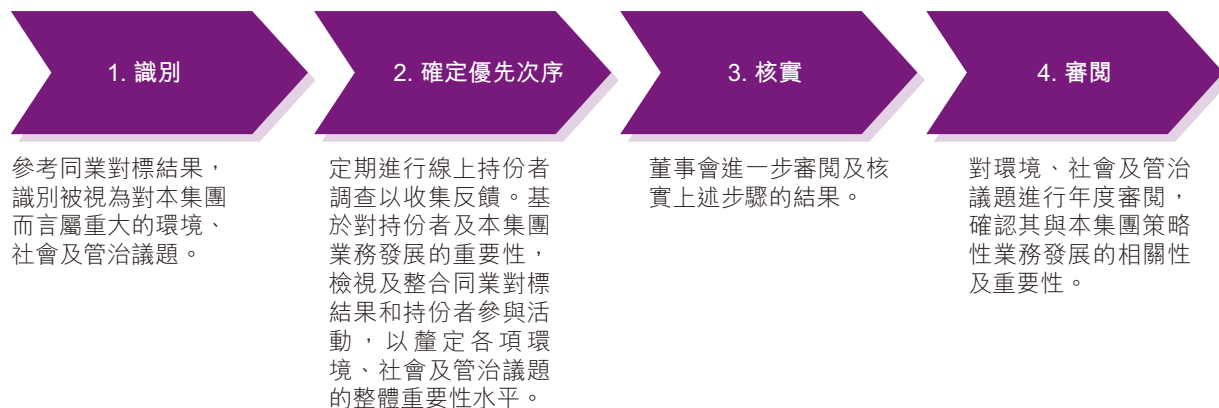 1. 識別
參考同業對標結果，
識別被視為對本集團
而言屬重大的環境、
社會及管治議題。
2. 確定優先次序
定期進行線上持份者
調查以收集反饋。基
於對持份者及本集團
業務發展的重要性，
檢視及整合同業對標
結果和持份者參與活
動，以釐定各項環
境、社會及管治議題
的整體重要性水平。
3. 核實
董事會進一步審閱及核
實上述步驟的結果。
4. 審閱
對環境、社會及管治
議題進行年度審閱，
確認其與本集團策略
性業務發展的相關性
及重要性。